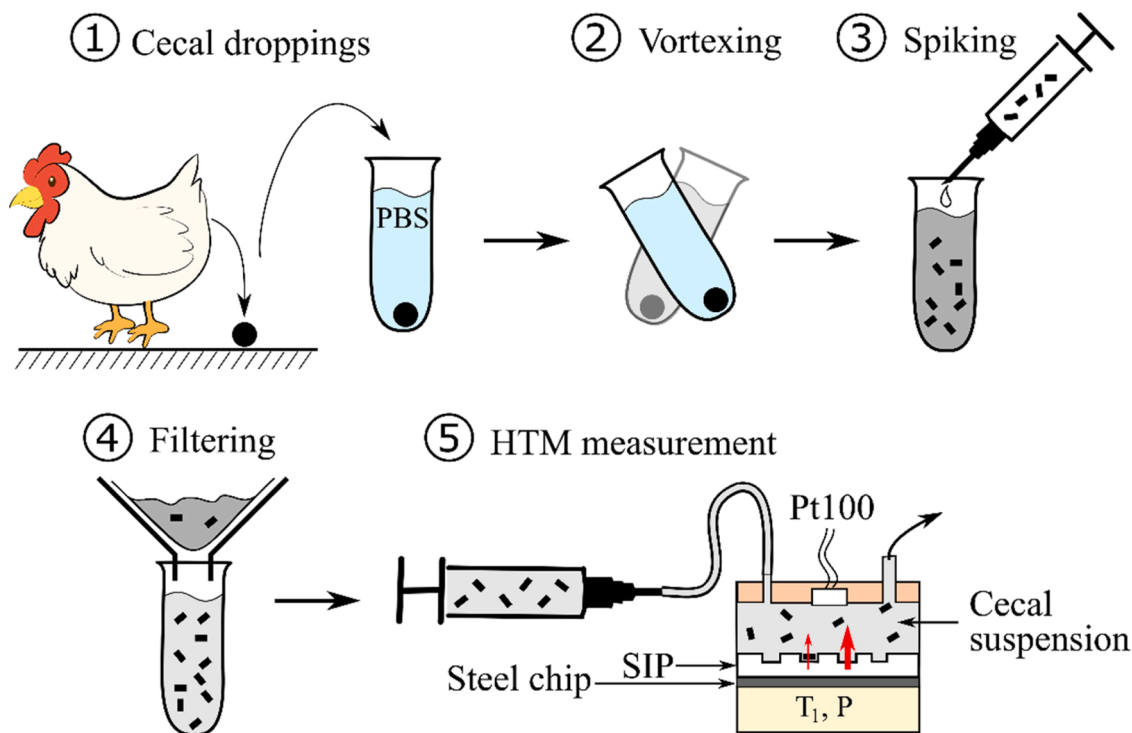 ① Cecal droppings
② Vortexing
③ Spiking
PBS
④ Filtering
⑤ HTM measurement
Pt100
Cecal
suspension
SIP
Steel chip
T₁, P